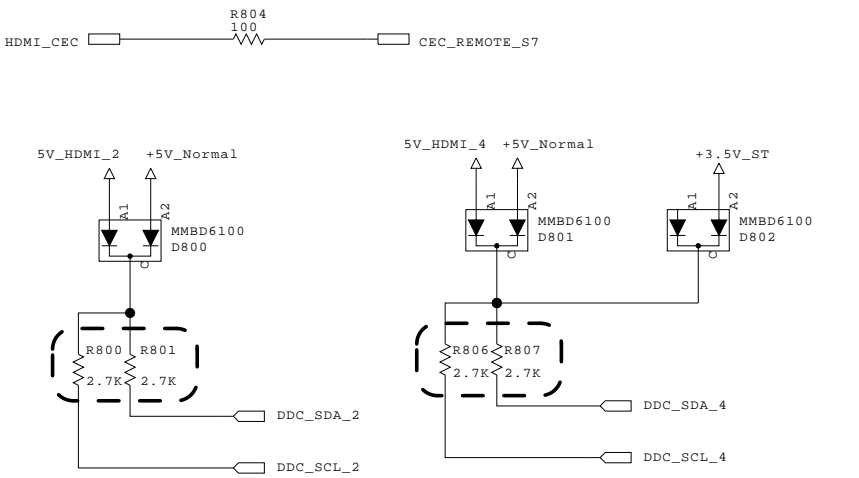 R804
100
HDMI_CEC
CEC_REMOTE_S7
5V_HDMI_2 +5V_Normal
A1 A2
MMBD6100
D800
C
R800 R801
2.7K 2.7K
DDC_SDA_2
DDC_SCL_2
5V_HDMI_4 +5V_Normal
A1 A2
MMBD6100
D801
C
+3.5V_ST
A1 A2
MMBD6100
D802
C
R806 R807
2.7K 2.7K
DDC_SDA_4
DDC_SCL_4